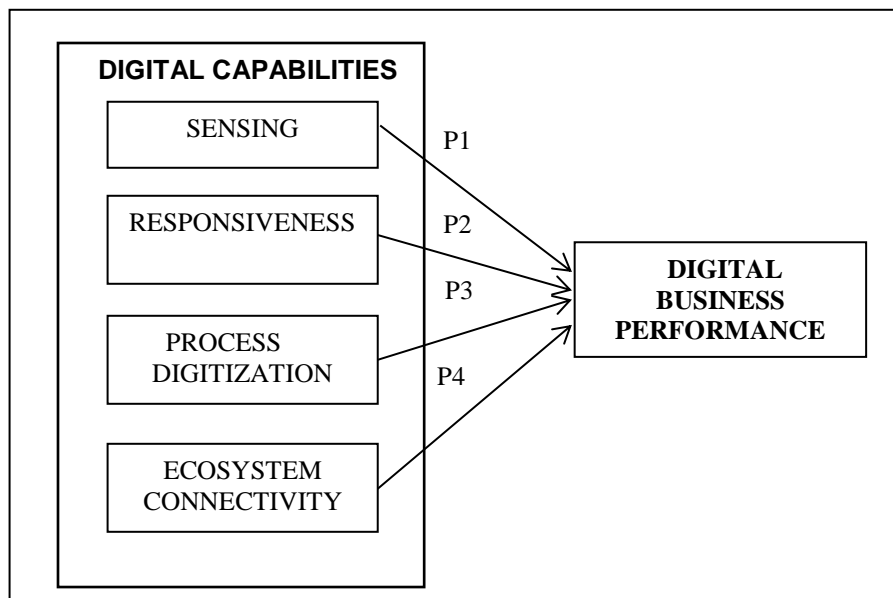 DIGITAL CAPABILITIES
SENSING
P1
RESPONSIVENESS
P2
P3
DIGITAL
BUSINESS
PERFORMANCE
PROCESS
DIGITIZATION
P4
ECOSYSTEM
CONNECTIVITY